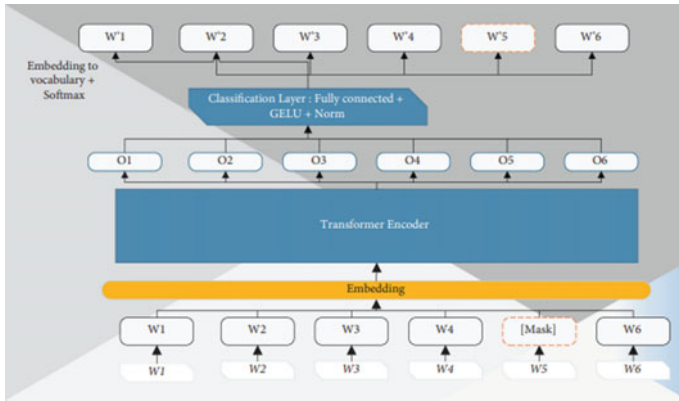 W'1 W'2 W'3 W'4 W'5 W'6
Embedding to
vocabulary +
Softmax
Classification Layer : Fully connected +
GELU + Norm
O1 O2 O3 O4 O5 O6
Transformer Encoder
Embedding
W1 W2 W3 W4 [Mask] W6
W1 W2 W3 W4 W5 W6